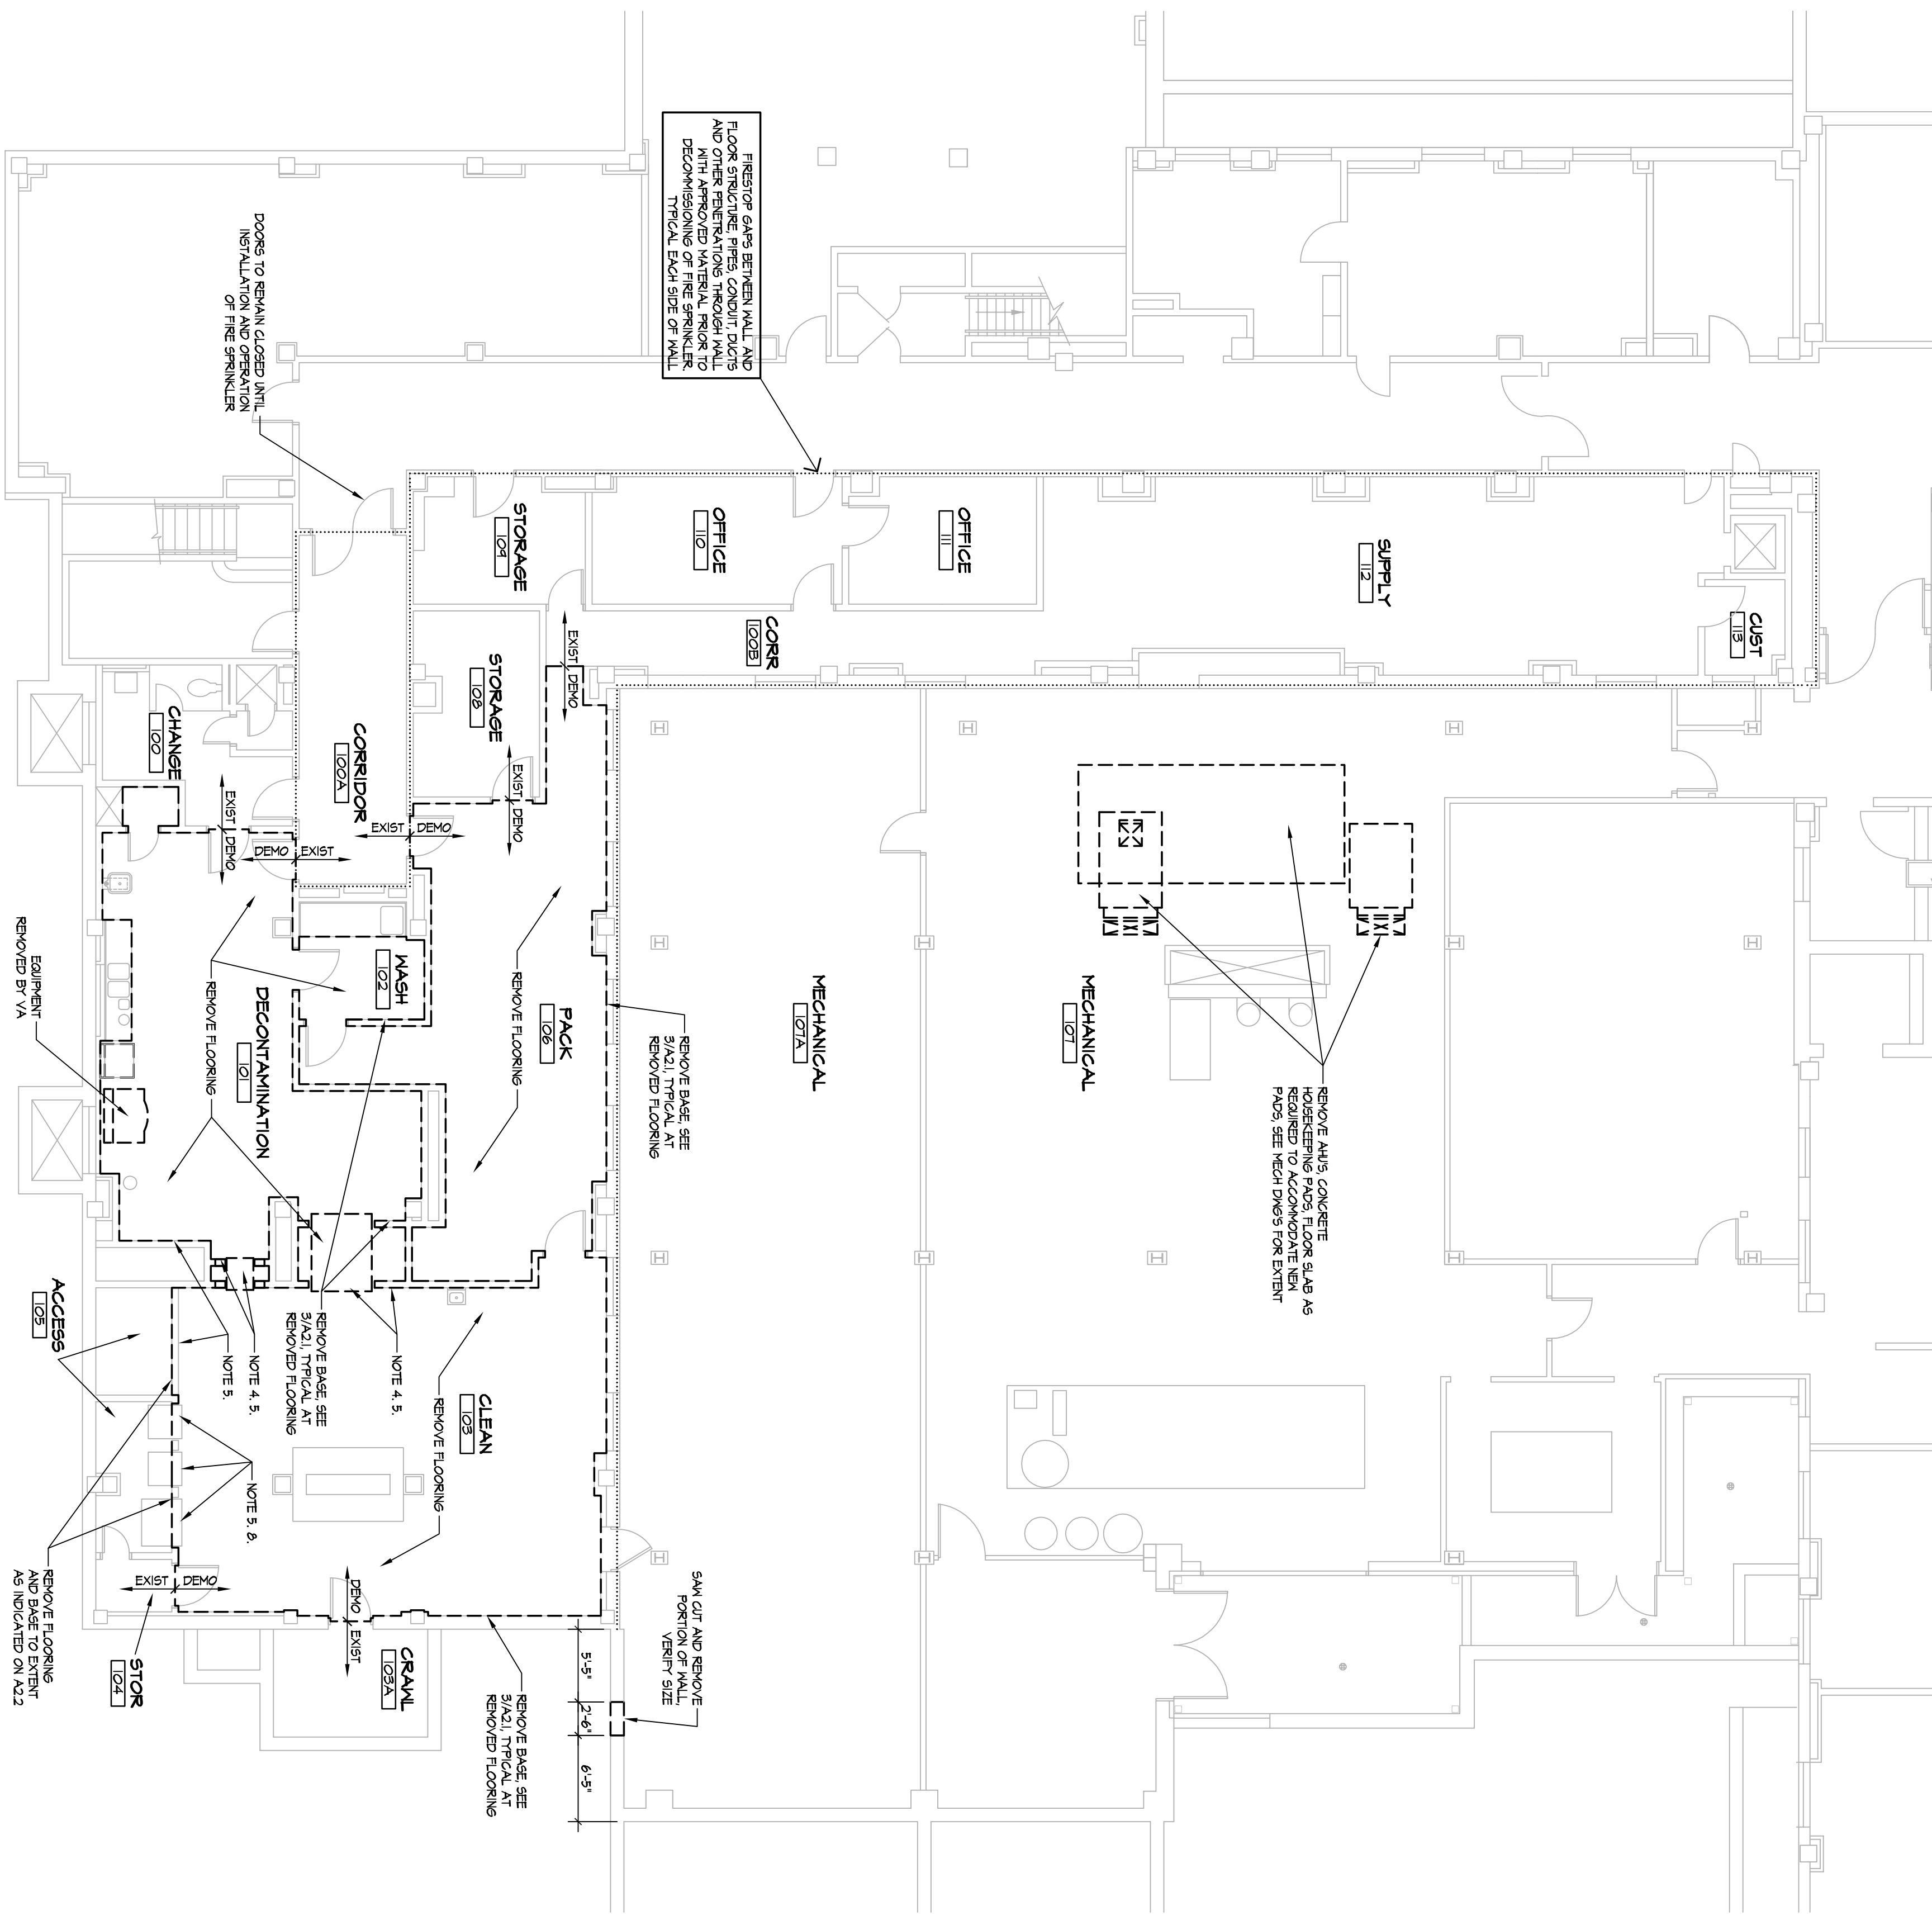 FIRESTOP GAPS BETWEEN WALL AND
FLOOR STRUCTURE, PIPES, CONDUIT, DUCTS
AND OTHER PENETRATIONS THROUGH WALL
WITH APPROVED MATERIAL PRIOR TO
DECOMMISSIONING OF FIRE SPRINKLER.
TYPICAL EACH SIDE OF WALL
DOORS TO REMAIN CLOSED UNTIL
INSTALLATION AND OPERATION
OF FIRE SPRINKLER
CUST
113
SUPPLY
112
OFFICE
111
OFFICE
110
STORAGE
109
CORR
100B
STORAGE
108
EXIST
DEMO
EXIST
DEMO
CORRIDOR
100A
CHANGE
100
EXIST
DEMO
EXIST
DEMO
DEMO
EXIST
MECHANICAL
107
MECHANICAL
107A
REMOVE AHU'S, CONCRETE
HOUSEKEEPING PADS, FLOOR SLAB AS
REQUIRED TO ACCOMMODATE NEW
PADS, SEE MECH DWG'S FOR EXTENT
REMOVE BASE, SEE
3/A2.1, TYPICAL AT
REMOVED FLOORING
PACK
106
REMOVE FLOORING
WASH
102
DECONTAMINATION
101
REMOVE FLOORING
EQUIPMENT
REMOVED BY VA
CLEAN
103
REMOVE FLOORING
NOTE 4. 5.
REMOVE BASE, SEE
3/A2.1, TYPICAL AT
REMOVED FLOORING
NOTE 4. 5.
NOTE 5.
NOTE 5. 8.
ACCESS
105
REMOVE FLOORING
AND BASE TO EXTENT
AS INDICATED ON A2.2
EXIST
DEMO
STOR
104
DEMO
EXIST
CRAWL
103A
REMOVE BASE, SEE
3/A2.1, TYPICAL AT
REMOVED FLOORING
SAW CUT AND REMOVE
PORTION OF WALL,
VERIFY SIZE
5'-5"
2'-6"
6'-5"